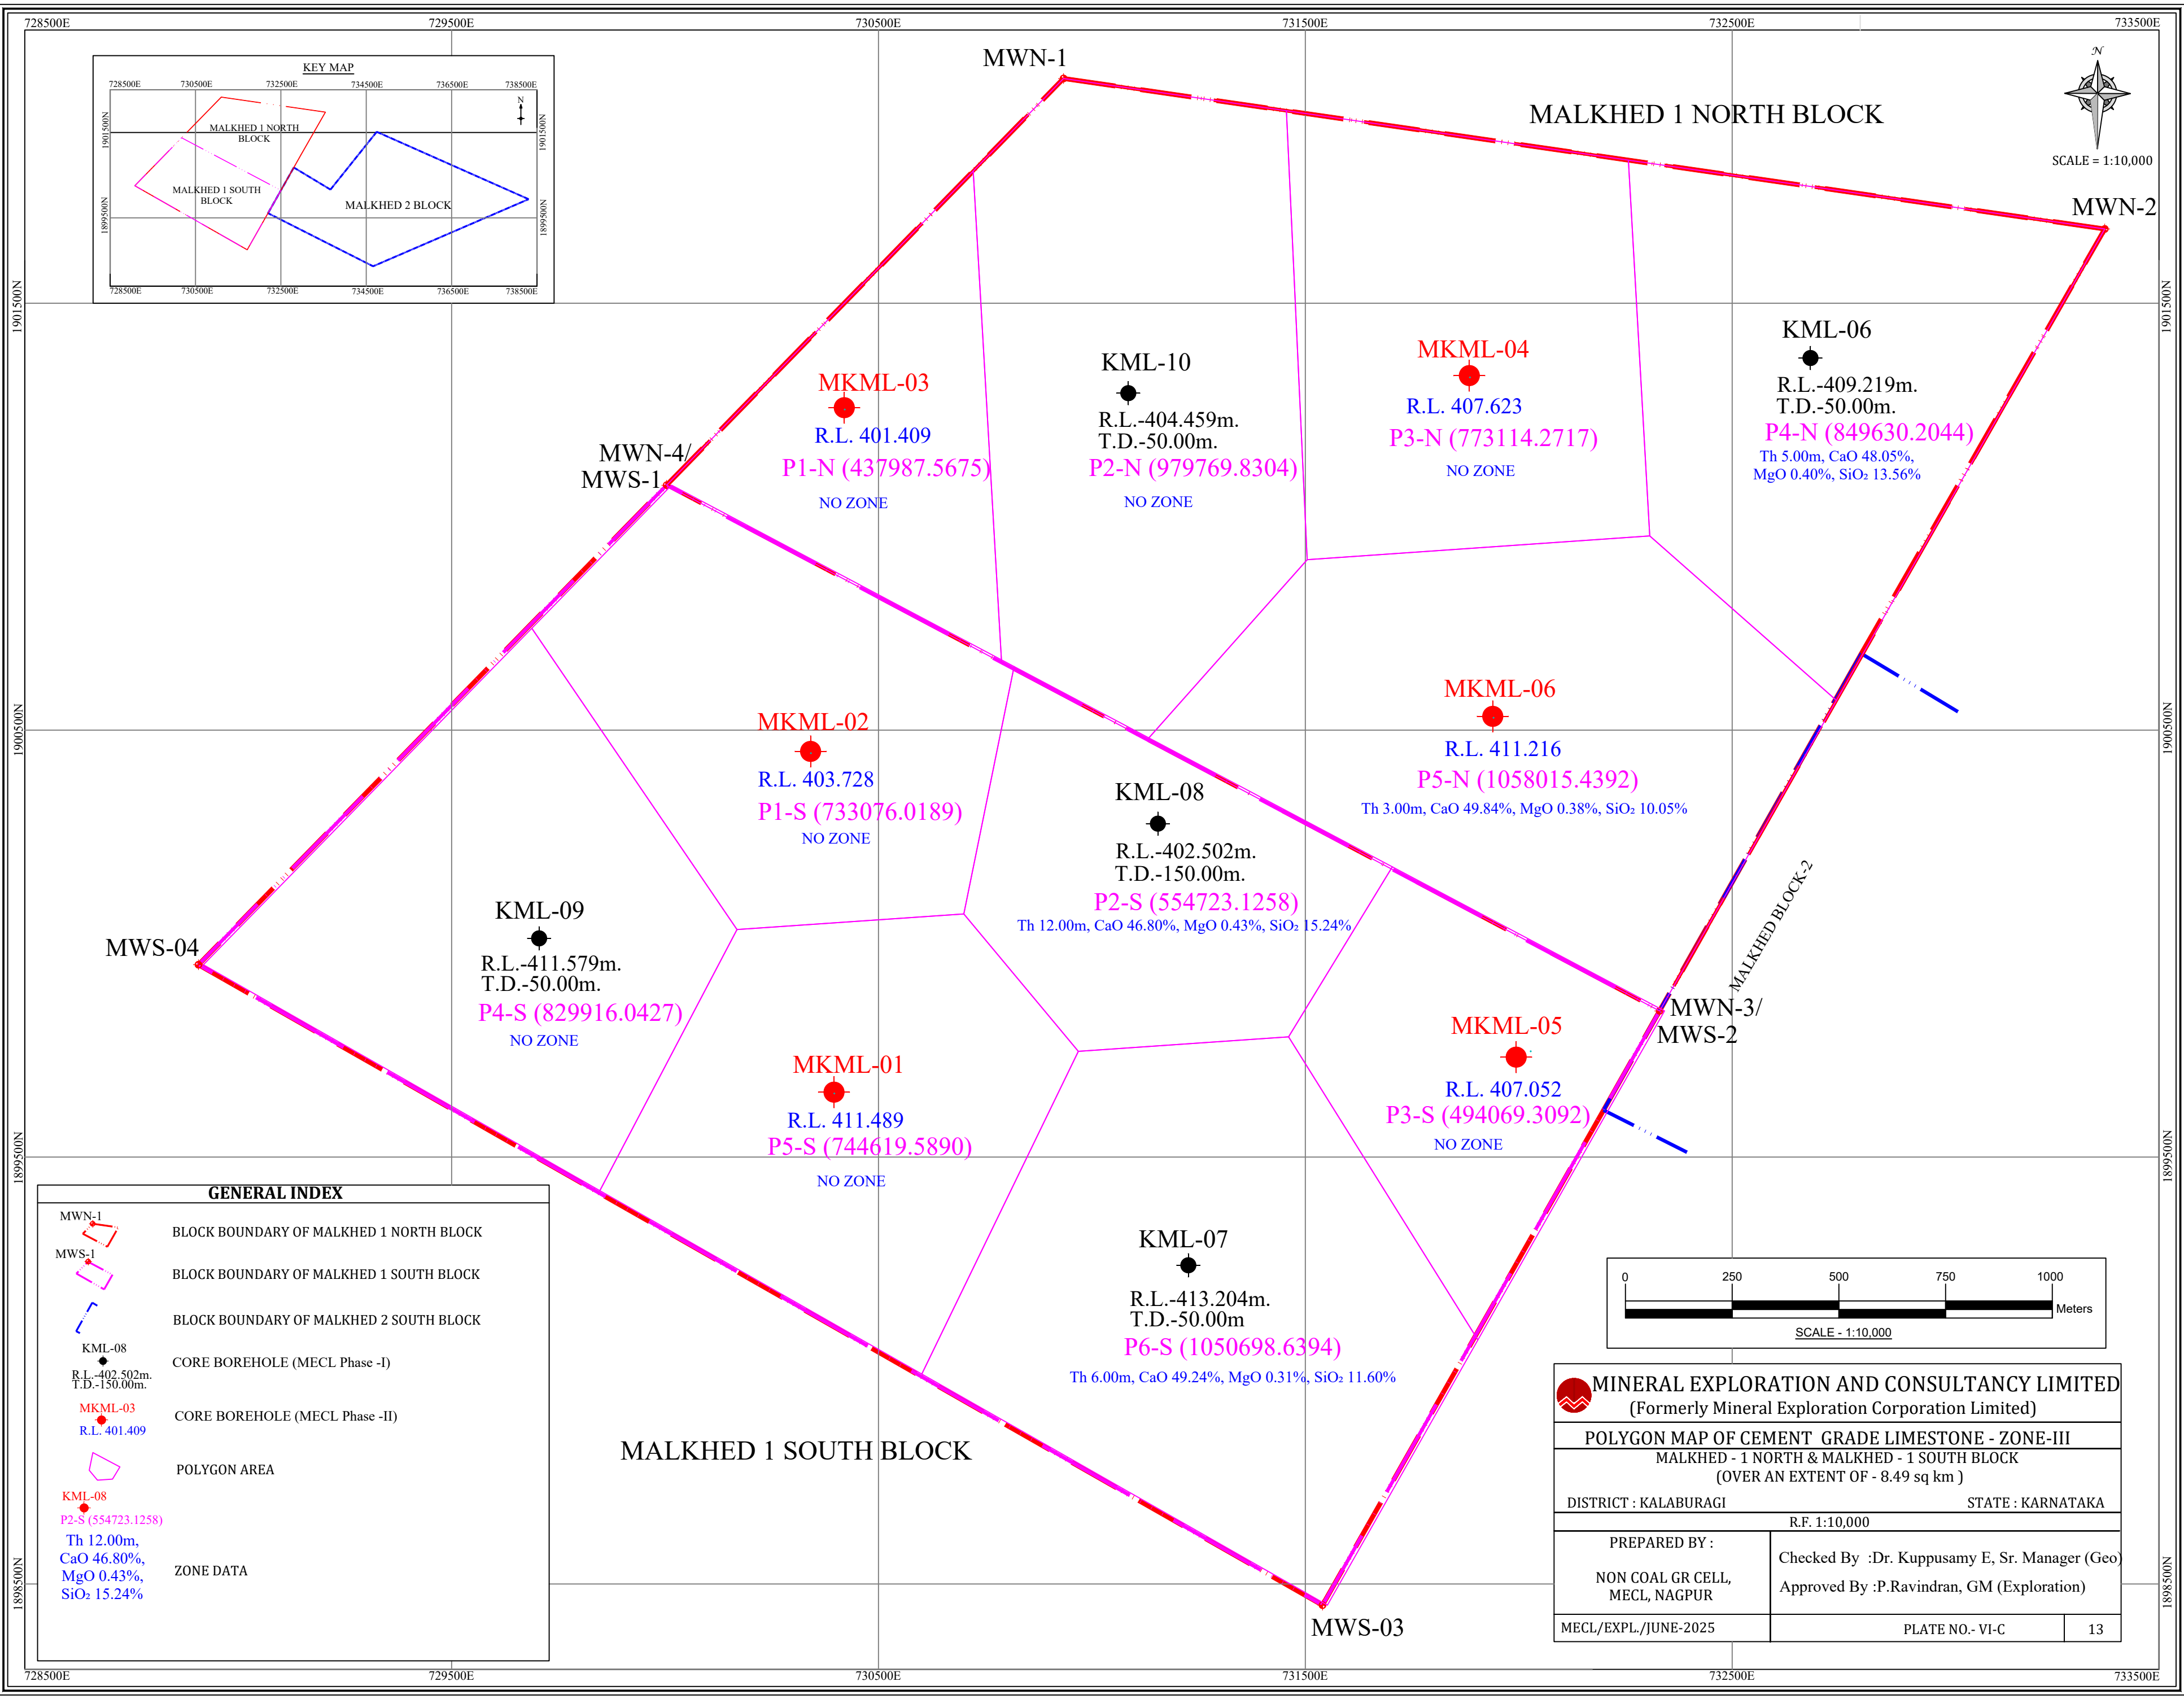 728500E
729500E
730500E
731500E
732500E
733500E
KEY MAP
728500E
730500E
732500E
734500E
736500E
738500E
N
1901500N
1901500N
MALKHED 1 NORTH
BLOCK
MALKHED 1 SOUTH
BLOCK
MALKHED 2 BLOCK
1899500N
1899500N
728500E
730500E
732500E
734500E
736500E
738500E
MWN-1
MALKHED 1 NORTH BLOCK
N
SCALE = 1:10,000
MWN-2
1901500N
1901500N
MKML-03
R.L. 401.409
P1-N (437987.5675)
NO ZONE
KML-10
R.L.-404.459m.
T.D.-50.00m.
P2-N (979769.8304)
NO ZONE
MKML-04
R.L. 407.623
P3-N (773114.2717)
NO ZONE
KML-06
R.L.-409.219m.
T.D.-50.00m.
P4-N (849630.2044)
Th 5.00m, CaO 48.05%,
MgO 0.40%, SiO₂ 13.56%
MWN-4/
MWS-1
1900500N
1900500N
MKML-02
R.L. 403.728
P1-S (733076.0189)
NO ZONE
MKML-06
R.L. 411.216
P5-N (1058015.4392)
Th 3.00m, CaO 49.84%, MgO 0.38%, SiO₂ 10.05%
KML-08
R.L.-402.502m.
T.D.-150.00m.
P2-S (554723.1258)
Th 12.00m, CaO 46.80%, MgO 0.43%, SiO₂ 15.24%
MALKHED BLOCK-2
MWS-04
KML-09
R.L.-411.579m.
T.D.-50.00m.
P4-S (829916.0427)
NO ZONE
MWN-3/
MWS-2
MKML-01
R.L. 411.489
P5-S (744619.5890)
NO ZONE
MKML-05
R.L. 407.052
P3-S (494069.3092)
NO ZONE
1899500N
1899500N
KML-07
R.L.-413.204m.
T.D.-50.00m
P6-S (1050698.6394)
Th 6.00m, CaO 49.24%, MgO 0.31%, SiO₂ 11.60%
MALKHED 1 SOUTH BLOCK
MWS-03
1898500N
1898500N
GENERAL INDEX
MWN-1
BLOCK BOUNDARY OF MALKHED 1 NORTH BLOCK
MWS-1
BLOCK BOUNDARY OF MALKHED 1 SOUTH BLOCK
BLOCK BOUNDARY OF MALKHED 2 SOUTH BLOCK
KML-08
R.L.-402.502m.
T.D.-150.00m.
CORE BOREHOLE (MECL Phase -I)
MKML-03
R.L. 401.409
CORE BOREHOLE (MECL Phase -II)
POLYGON AREA
KML-08
P2-S (554723.1258)
Th 12.00m,
CaO 46.80%,
MgO 0.43%,
SiO₂ 15.24%
ZONE DATA
0
250
500
750
1000
Meters
SCALE - 1:10,000
MINERAL EXPLORATION AND CONSULTANCY LIMITED
(Formerly Mineral Exploration Corporation Limited)
POLYGON MAP OF CEMENT GRADE LIMESTONE - ZONE-III
MALKHED - 1 NORTH & MALKHED - 1 SOUTH BLOCK
(OVER AN EXTENT OF - 8.49 sq km )
DISTRICT : KALABURAGI
STATE : KARNATAKA
R.F. 1:10,000
PREPARED BY :
NON COAL GR CELL,
MECL, NAGPUR
Checked By :Dr. Kuppusamy E, Sr. Manager (Geo)
Approved By :P.Ravindran, GM (Exploration)
MECL/EXPL./JUNE-2025
PLATE NO.- VI-C
13
728500E
729500E
730500E
731500E
732500E
733500E